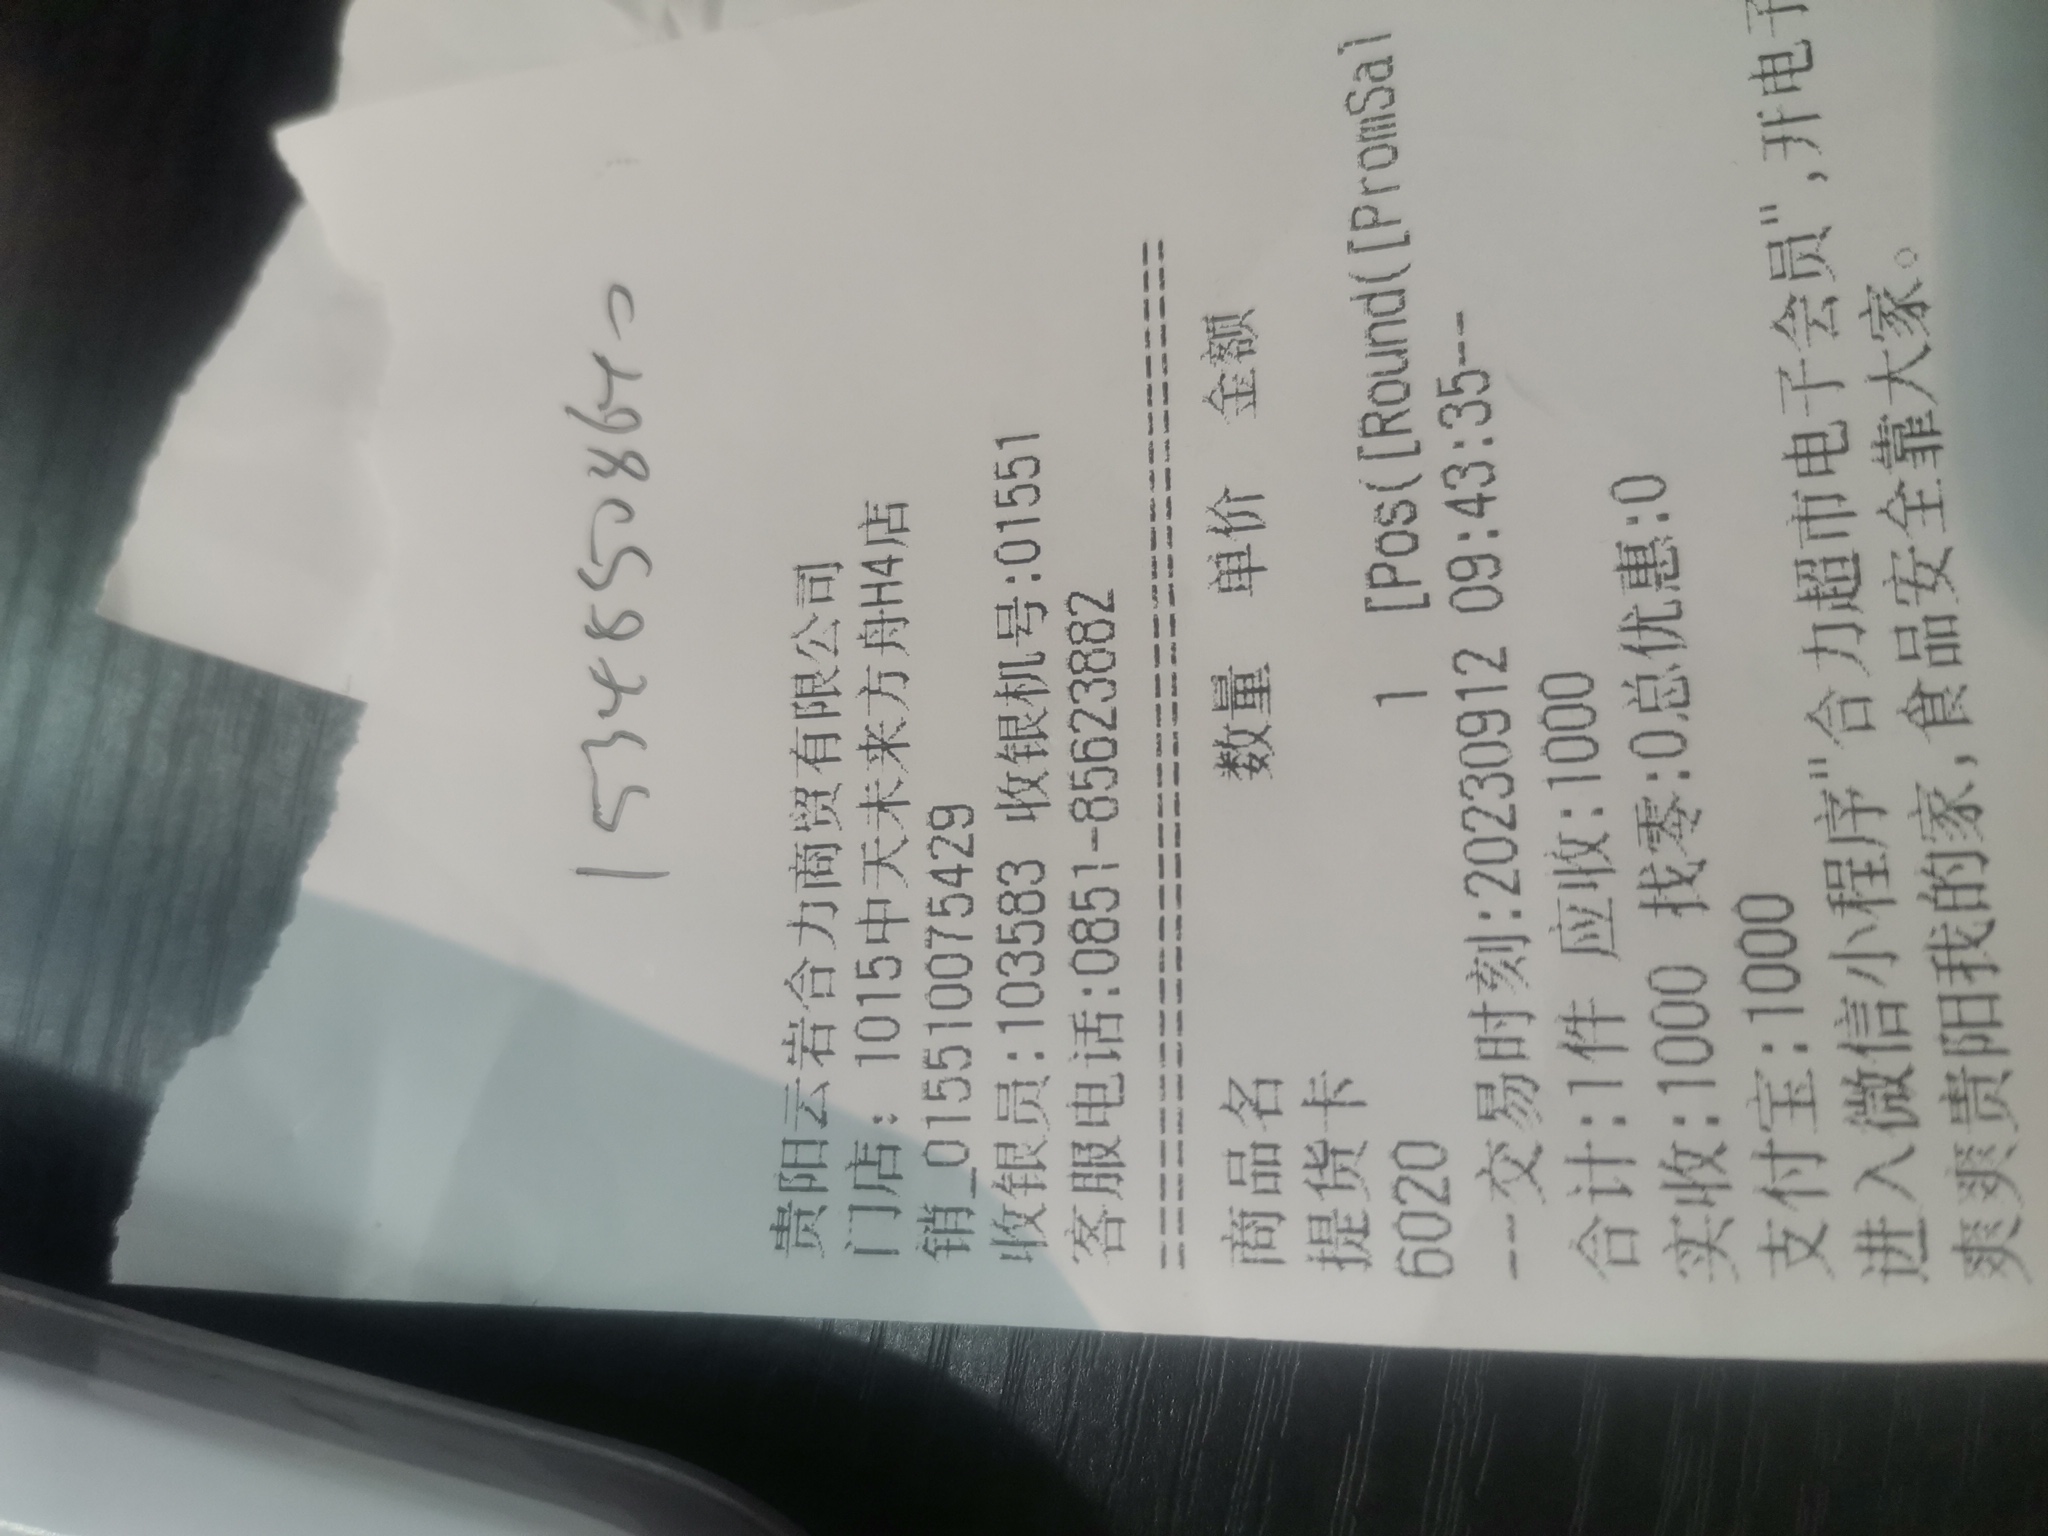 15348550860
贵阳云岩合力商贸有限公司
门店: 1015中天未来方舟H4店
销_015510075429
收银员:103583 收银机号:01551
客服电话:0851-85623882
================================
商品名 数量 单价 金额
提货卡
6020 1 [Pos([Round([PromSal
---交易时刻:20230912 09:43:35--
合计:1件 应收:1000
实收:1000 找零:0总优惠:0
支付宝:1000
进入微信小程序"合力超市电子会员",开电子
爽爽贵阳我的家,食品安全靠大家。